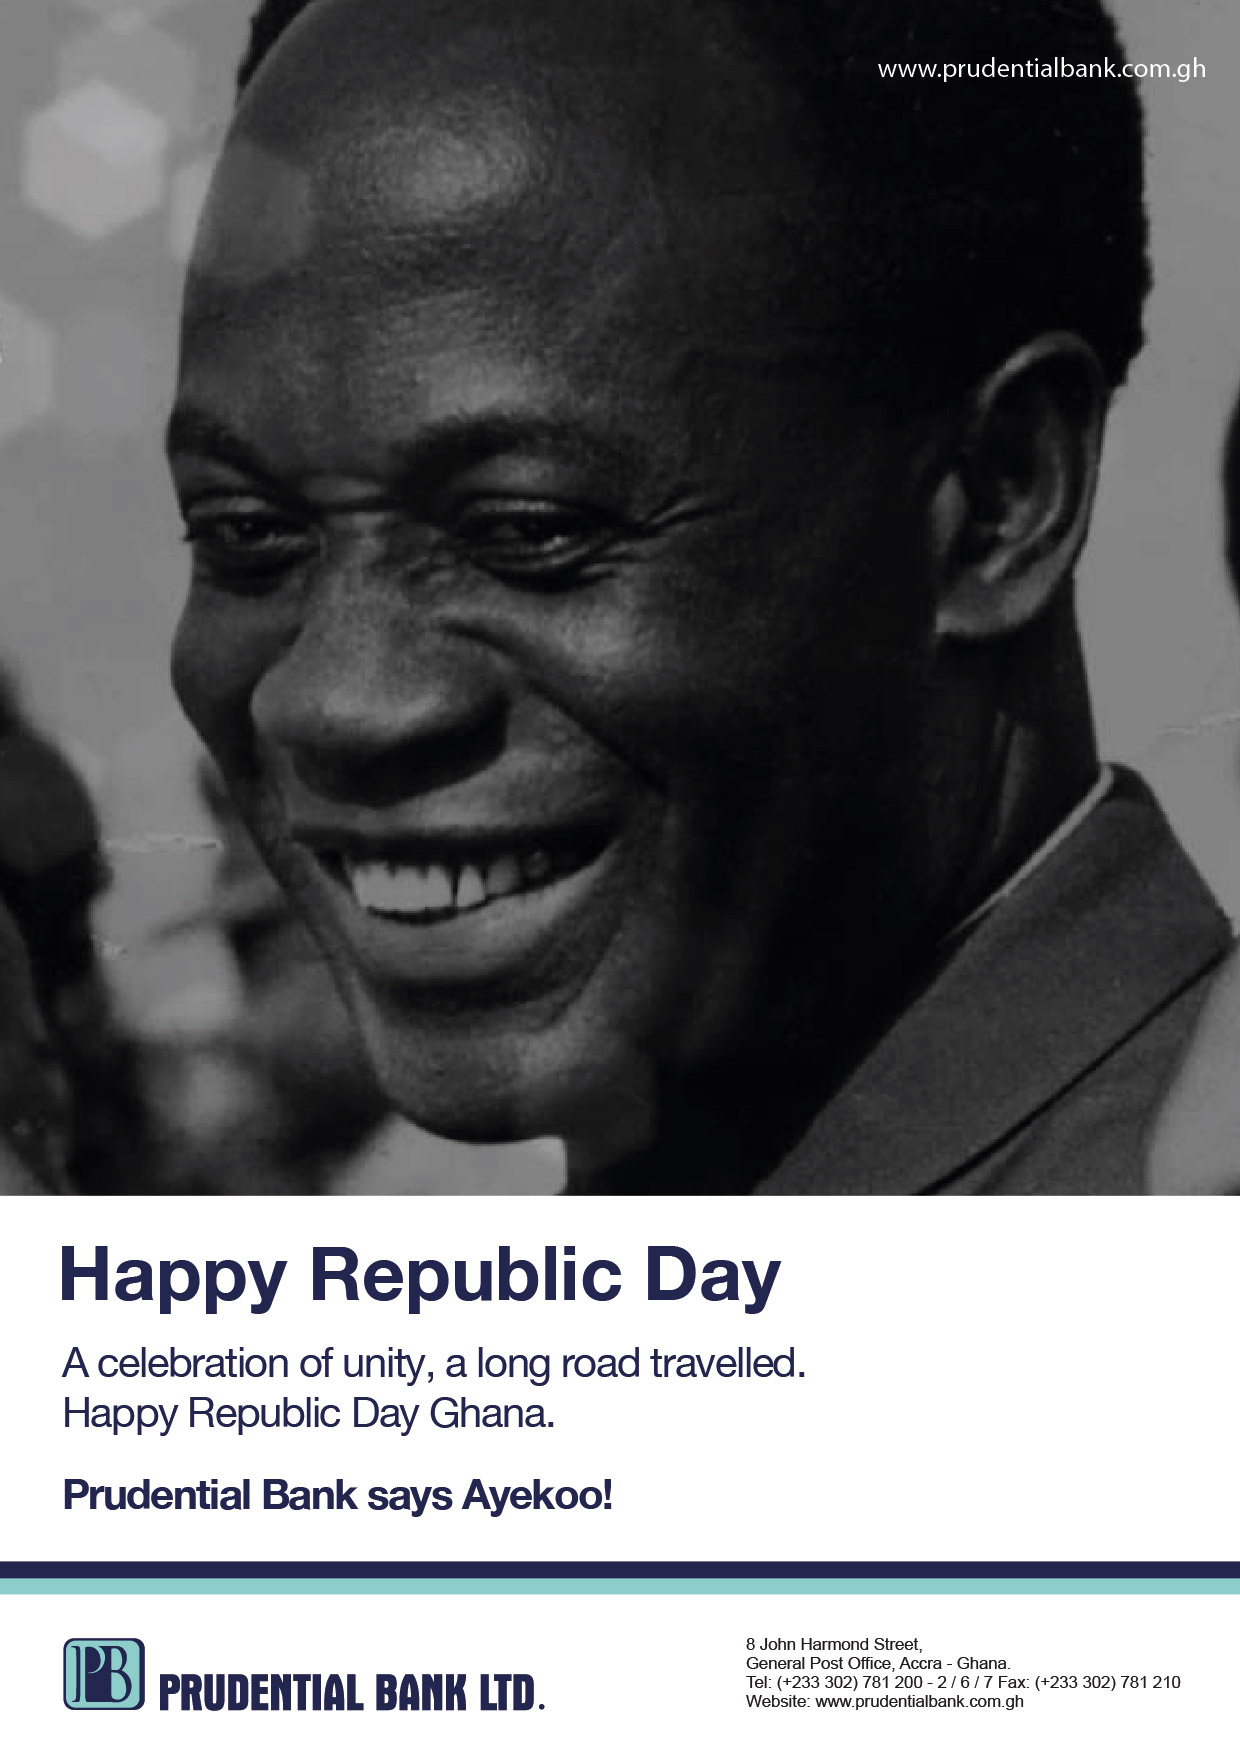 www.prudentialbank.com.gh
Happy Republic Day
A celebration of unity, a long road travelled.
Happy Republic Day Ghana.
Prudential Bank says Ayekoo!
PB PRUDENTIAL BANK LTD.
8 John Harmond Street,
General Post Office, Accra - Ghana.
Tel: (+233 302) 781 200 - 2 / 6 / 7 Fax: (+233 302) 781 210
Website: www.prudentialbank.com.gh